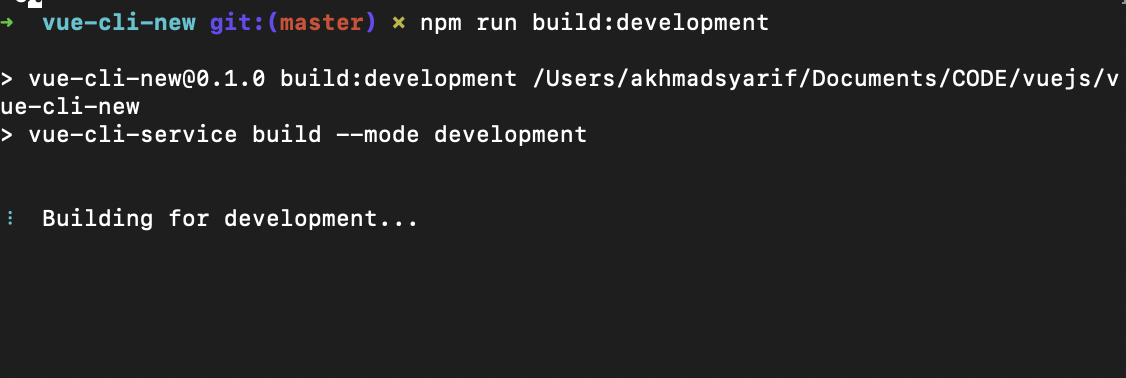 ➜ vue-cli-new git:(master) × npm run build:development
> vue-cli-new@0.1.0 build:development /Users/akhmadsyarif/Documents/CODE/vuejs/v
ue-cli-new
> vue-cli-service build --mode development
⠸ Building for development...